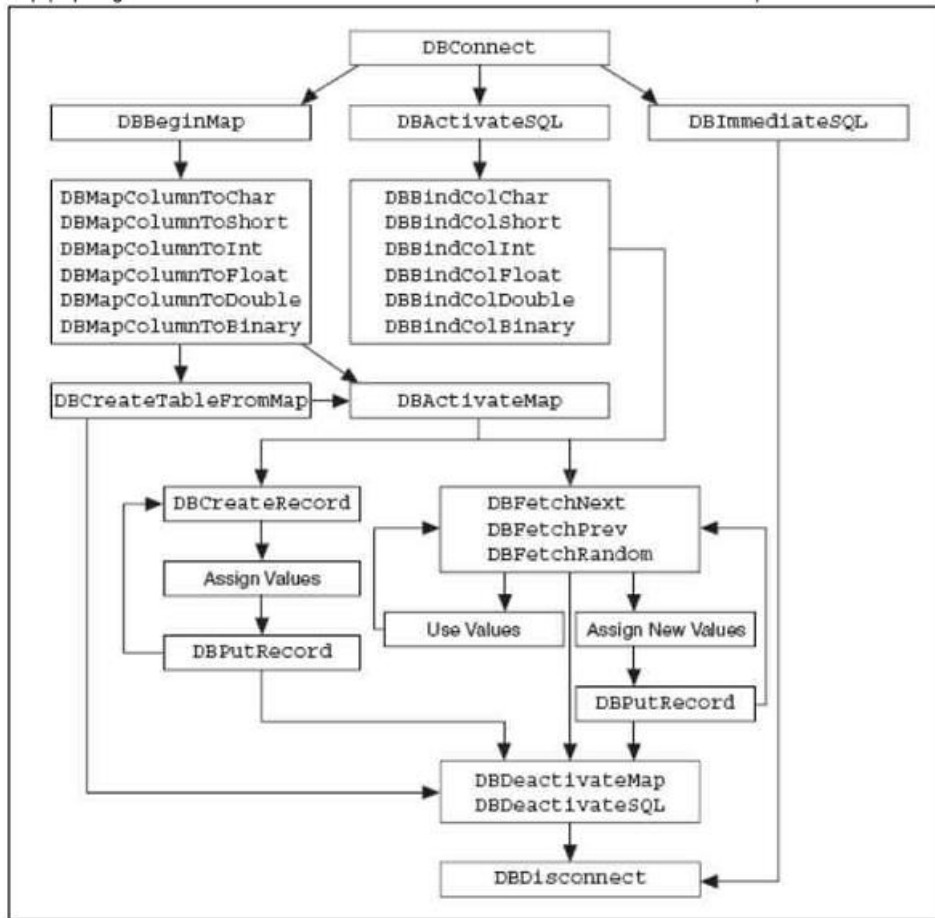 DBConnect
DBBeginMap
DBActivateSQL
DBImmediateSQL
DBMapColumnToChar
DBMapColumnToShort
DBMapColumnToInt
DBMapColumnToFloat
DBMapColumnToDouble
DBMapColumnToBinary
DBBindColChar
DBBindColShort
DBBindColInt
DBBindColFloat
DBBindColDouble
DBBindColBinary
DBCreateTableFromMap
DBActivateMap
DBCreateRecord
DBFetchNext
DBFetchPrev
DBFetchRandom
Assign Values
Use Values
Assign New Values
DBPutRecord
DBPutRecord
DBDeactivateMap
DBDeactivateSQL
DBDisconnect